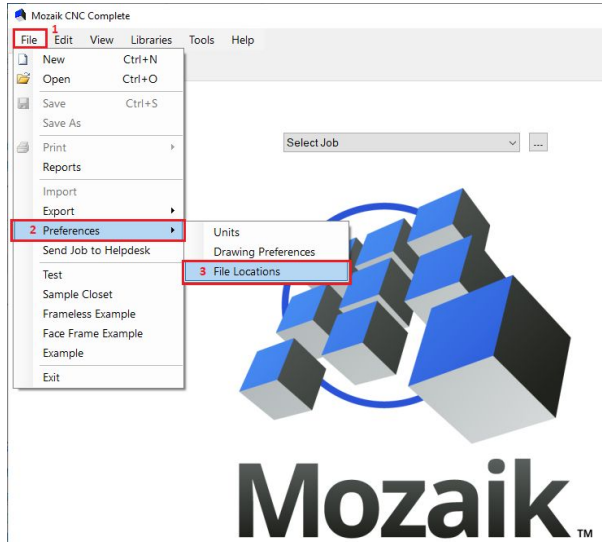 Mozaik CNC Complete
1
File Edit View Libraries Tools Help
New Ctrl+N
Open Ctrl+O
Save Ctrl+S
Save As
Select Job ...
Print
Reports
Import
Export
2 Preferences
Units
Send Job to Helpdesk
Drawing Preferences
Test
3 File Locations
Sample Closet
Frameless Example
Face Frame Example
Example
Exit
Mozaik TM